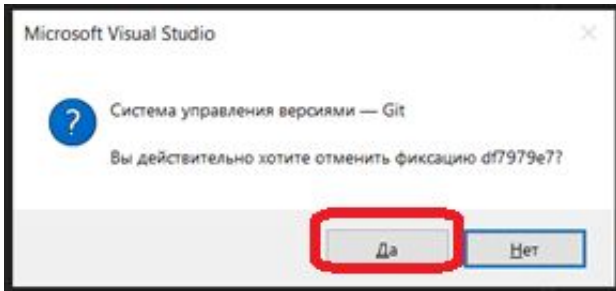 Microsoft Visual Studio
?
Система управления версиями — Git
Вы действительно хотите отменить фиксацию df7979e7?
Да
Нет